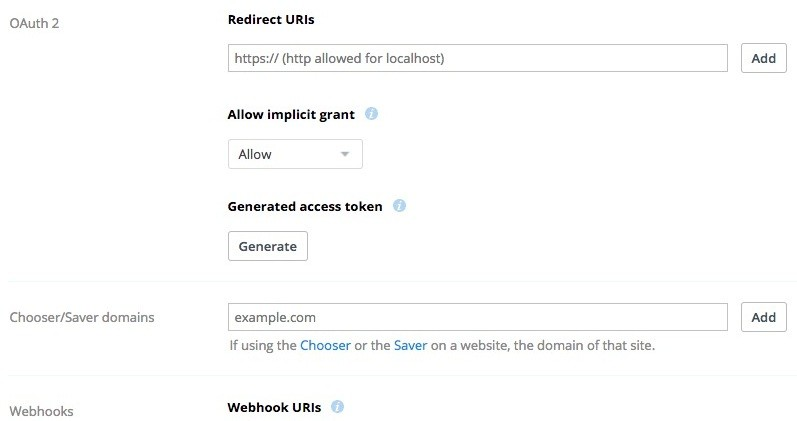 OAuth 2
Redirect URIs
https:// (http allowed for localhost)
Add
Allow implicit grant
i
Allow
Generated access token
i
Generate
Chooser/Saver domains
example.com
Add
If using the Chooser or the Saver on a website, the domain of that site.
Webhooks
Webhook URIs
i